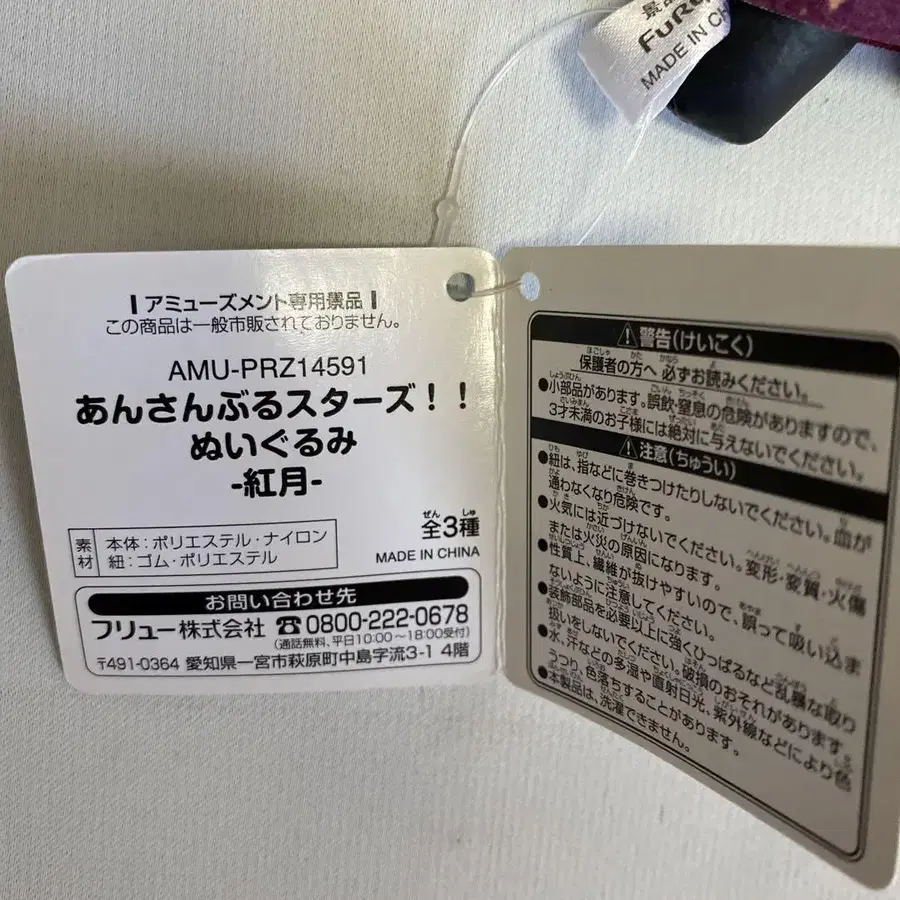 景品
FuRyu
MADE IN CH
アミューズメント専用景品
この商品は一般市販されておりません。
AMU-PRZ14591
あんさんぶるスターズ！！
ぬいぐるみ
-紅月-
ぜん しゅ
全3種
MADE IN CHINA
素材
本体：ポリエステル・ナイロン
紐：ゴム・ポリエステル
お問い合わせ先
フリュー株式会社 ☎0800-222-0678
(通話無料、平日10:00〜18:00受付)
〒491-0364 愛知県一宮市萩原町中島字流3-1 4階
⚠警告(けいこく)
保護者の方へ 必ずお読みください。
●小部品があります。誤飲・窒息の危険がありますので、
3才未満のお子様には絶対に与えないでください。
⚠注意(ちゅうい)
●紐は、指などに巻きつけたりしないでください。血が
通わなくなり危険です。
●火気には近づけないでください。変形・変質・火傷
または火災の原因になります。
●性質上、繊維が抜けやすいので、誤って吸い込ま
ないように注意してください。
●装飾部品を必要以上に強くひっぱるなど乱暴な取り
扱いをしないでください。破損のおそれがあります。
●水、汗などの多湿や直射日光、紫外線などにより色
うつり、色落ちすることがあります。
●本製品は、洗濯できません。